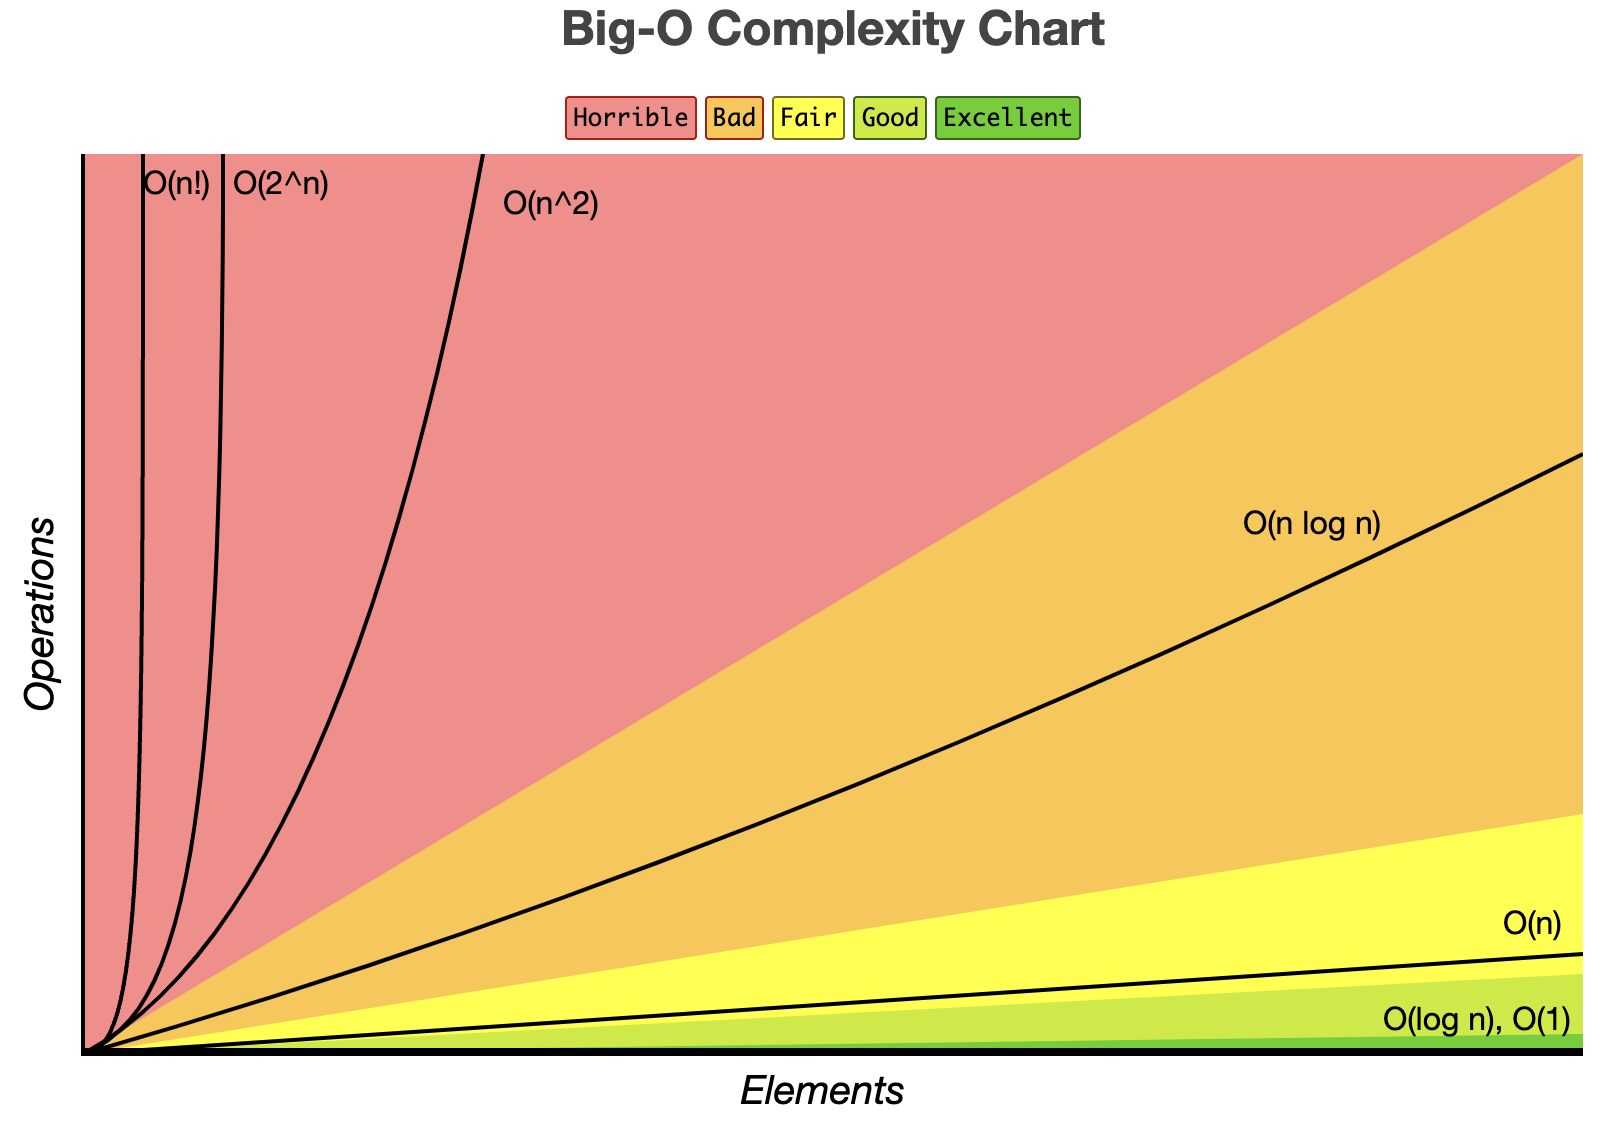 Big-O Complexity Chart
Horrible Bad Fair Good Excellent
O(n!) O(2^n)
O(n^2)
O(n log n)
O(n)
O(log n), O(1)
Operations
Elements